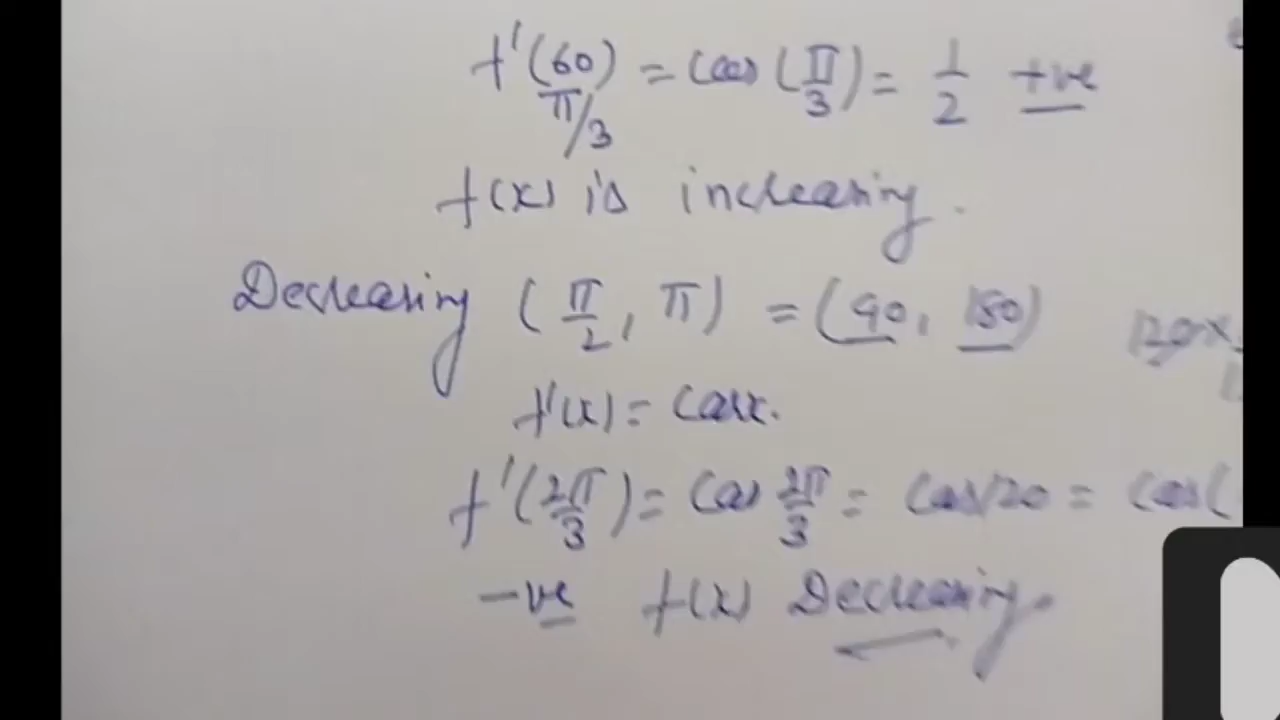 f'(60) = cos (π/3) = 1/2 +ve
π/3
f(x) is increasing.
Decreasing (π/2, π) = (90, 180)
120×
f'(x) = cosx.
f'(2π/3) = cos 2π/3 = cos120 = cos(
-ve f(x) Decreasing.